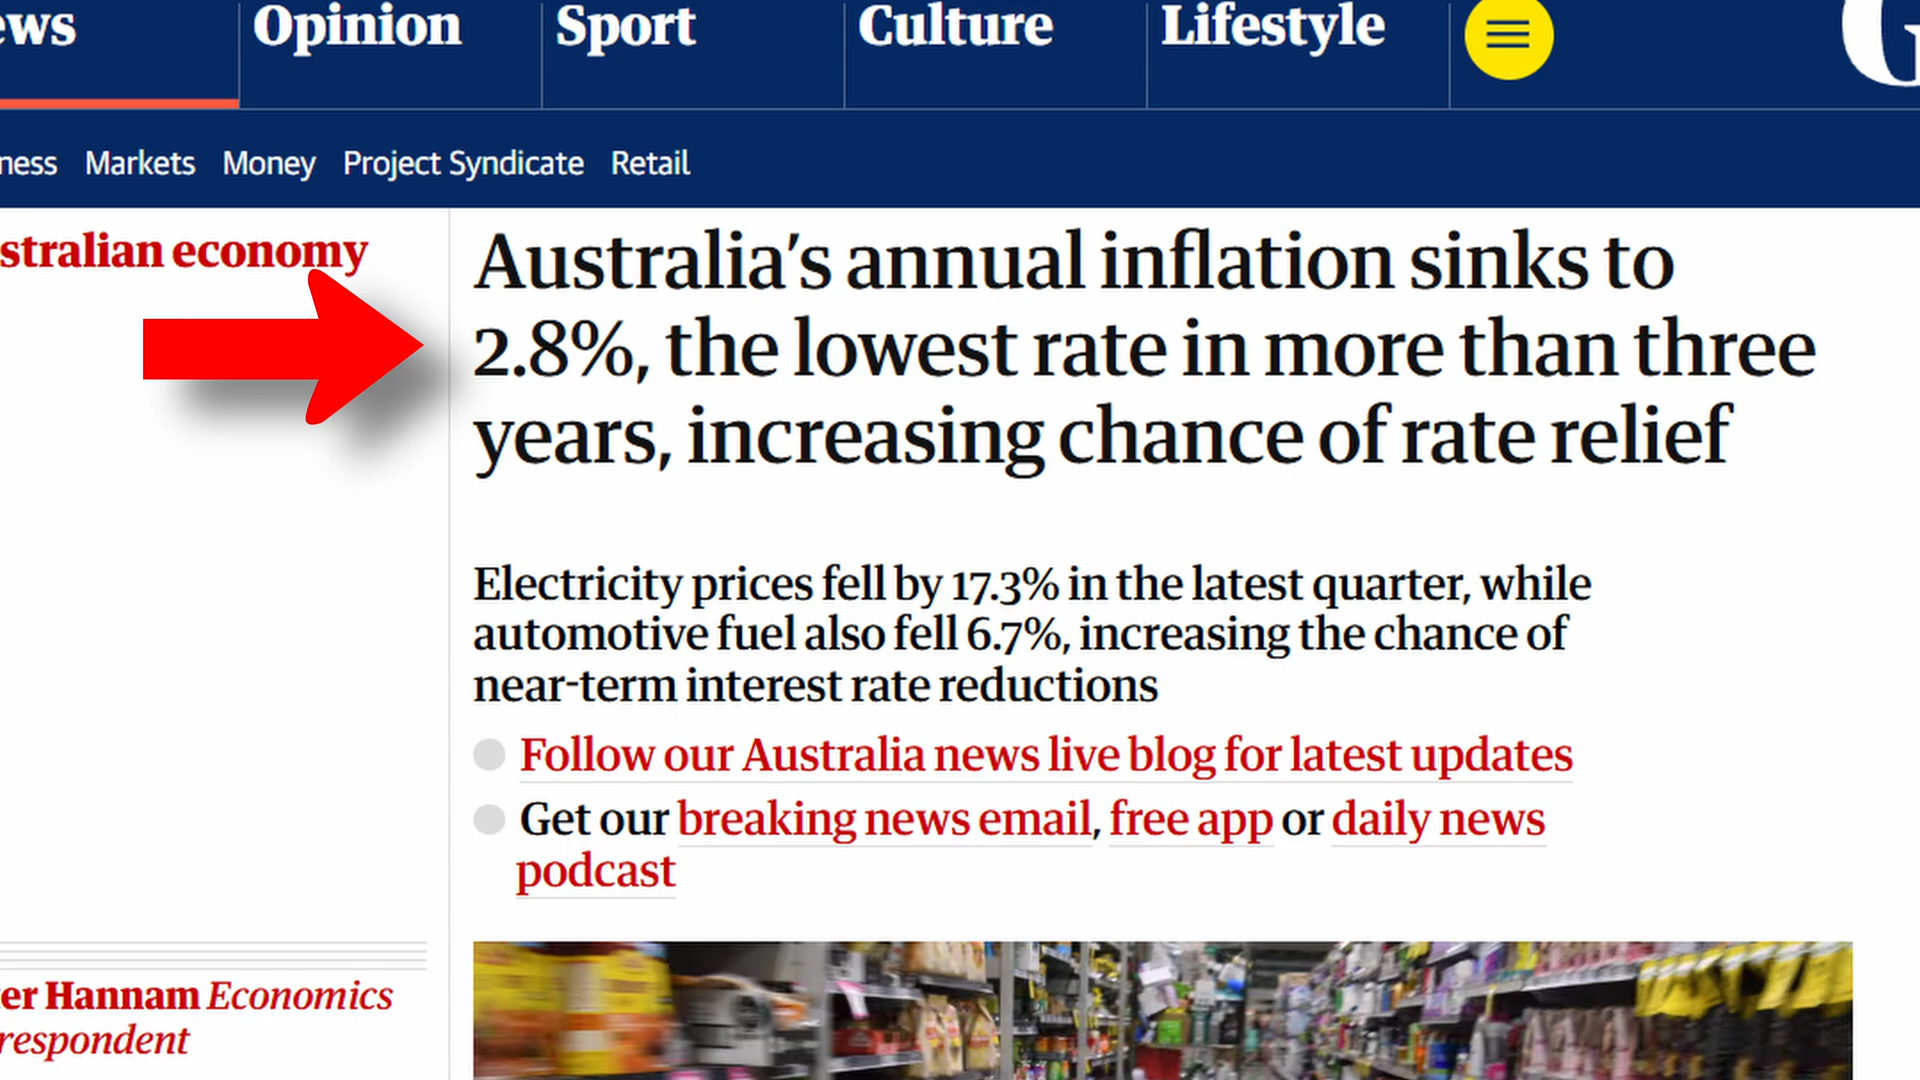 ews Opinion Sport Culture Lifestyle G
ness Markets Money Project Syndicate Retail
stralian economy
Australia’s annual inflation sinks to
2.8%, the lowest rate in more than three
years, increasing chance of rate relief
Electricity prices fell by 17.3% in the latest quarter, while
automotive fuel also fell 6.7%, increasing the chance of
near-term interest rate reductions
Follow our Australia news live blog for latest updates
Get our breaking news email, free app or daily news
podcast
er Hannam Economics
respondent